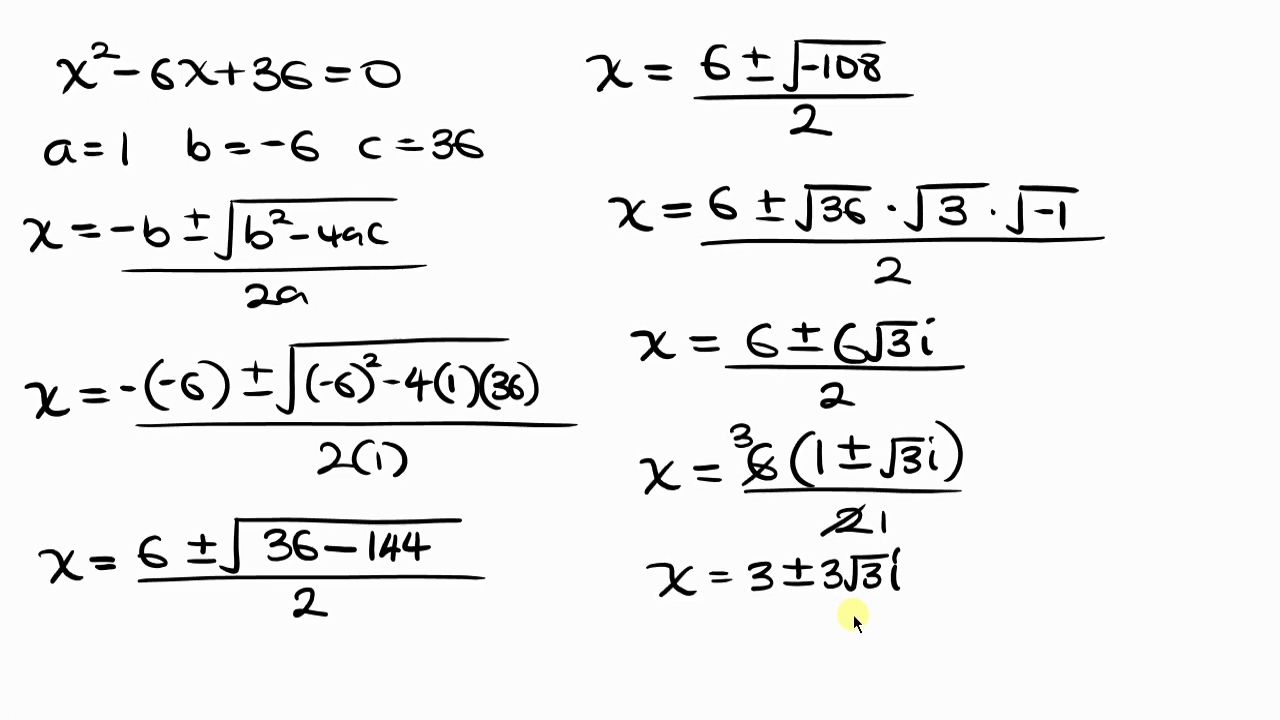 x² - 6x + 36 = 0
a = 1 b = -6 c = 36
x = -b ± √(b² - 4ac) / 2a
x = -(-6) ± √((-6)² - 4(1)(36)) / 2(1)
x = 6 ± √(36 - 144) / 2
x = 6 ± √(-108) / 2
x = 6 ± √36 · √3 · √-1 / 2
x = 6 ± 6√3i / 2
x = ³6(1 ± √3i) / 2 1
x = 3 ± 3√3i